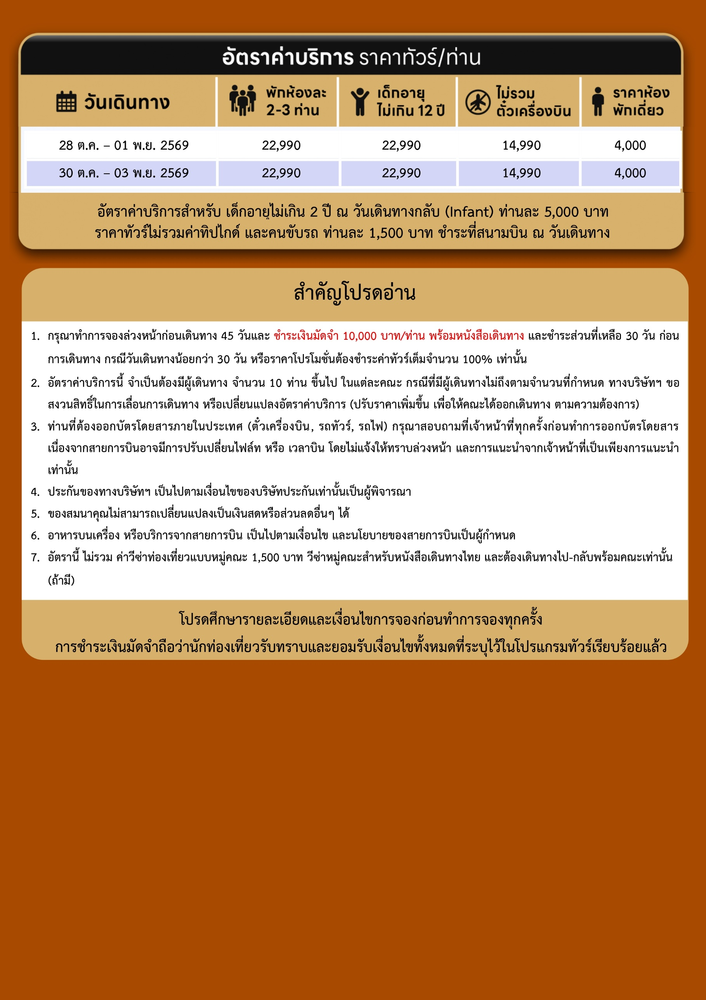 อัตราค่าบริการ ราคาทัวร์/ท่าน
วันเดินทาง
พักห้องละ
2-3 ท่าน
เด็กอายุ
ไม่เกิน 12 ปี
ไม่รวม
ตั๋วเครื่องบิน
ราคาห้อง
พักเดี่ยว
28 ต.ค. – 01 พ.ย. 2569 22,990 22,990 14,990 4,000
30 ต.ค. – 03 พ.ย. 2569 22,990 22,990 14,990 4,000
อัตราค่าบริการสำหรับ เด็กอายุไม่เกิน 2 ปี ณ วันเดินทางกลับ (Infant) ท่านละ 5,000 บาท
ราคาทัวร์ไม่รวมค่าทิปไกด์ และคนขับรถ ท่านละ 1,500 บาท ชำระที่สนามบิน ณ วันเดินทาง
สำคัญโปรดอ่าน
1. กรุณาทำการจองล่วงหน้าก่อนเดินทาง 45 วันและ ชำระเงินมัดจำ 10,000 บาท/ท่าน พร้อมหนังสือเดินทาง และชำระส่วนที่เหลือ 30 วัน ก่อน
การเดินทาง กรณีวันเดินทางน้อยกว่า 30 วัน หรือราคาโปรโมชั่นต้องชำระค่าทัวร์เต็มจำนวน 100% เท่านั้น
2. อัตราค่าบริการนี้ จำเป็นต้องมีผู้เดินทาง จำนวน 10 ท่าน ขึ้นไป ในแต่ละคณะ กรณีที่มีผู้เดินทางไม่ถึงตามจำนวนที่กำหนด ทางบริษัทฯ ขอ
สงวนสิทธิ์ในการเลื่อนการเดินทาง หรือเปลี่ยนแปลงอัตราค่าบริการ (ปรับราคาเพิ่มขึ้น เพื่อให้คณะได้ออกเดินทาง ตามความต้องการ)
3. ท่านที่ต้องออกบัตรโดยสารภายในประเทศ (ตั๋วเครื่องบิน, รถทัวร์, รถไฟ) กรุณาสอบถามที่เจ้าหน้าที่ทุกครั้งก่อนทำการออกบัตรโดยสาร
เนื่องจากสายการบินอาจมีการปรับเปลี่ยนไฟล์ท หรือ เวลาบิน โดยไม่แจ้งให้ทราบล่วงหน้า และการแนะนำจากเจ้าหน้าที่เป็นเพียงการแนะนำ
เท่านั้น
4. ประกันของทางบริษัทฯ เป็นไปตามเงื่อนไขของบริษัทประกันเท่านั้นเป็นผู้พิจารณา
5. ของสมนาคุณไม่สามารถเปลี่ยนแปลงเป็นเงินสดหรือส่วนลดอื่นๆ ได้
6. อาหารบนเครื่อง หรือบริการจากสายการบิน เป็นไปตามเงื่อนไข และนโยบายของสายการบินเป็นผู้กำหนด
7. อัตรานี้ ไม่รวม ค่าวีซ่าท่องเที่ยวแบบหมู่คณะ 1,500 บาท วีซ่าหมู่คณะสำหรับหนังสือเดินทางไทย และต้องเดินทางไป-กลับพร้อมคณะเท่านั้น
(ถ้ามี)
โปรดศึกษารายละเอียดและเงื่อนไขการจองก่อนทำการจองทุกครั้ง
การชำระเงินมัดจำถือว่านักท่องเที่ยวรับทราบและยอมรับเงื่อนไขทั้งหมดที่ระบุไว้ในโปรแกรมทัวร์เรียบร้อยแล้ว